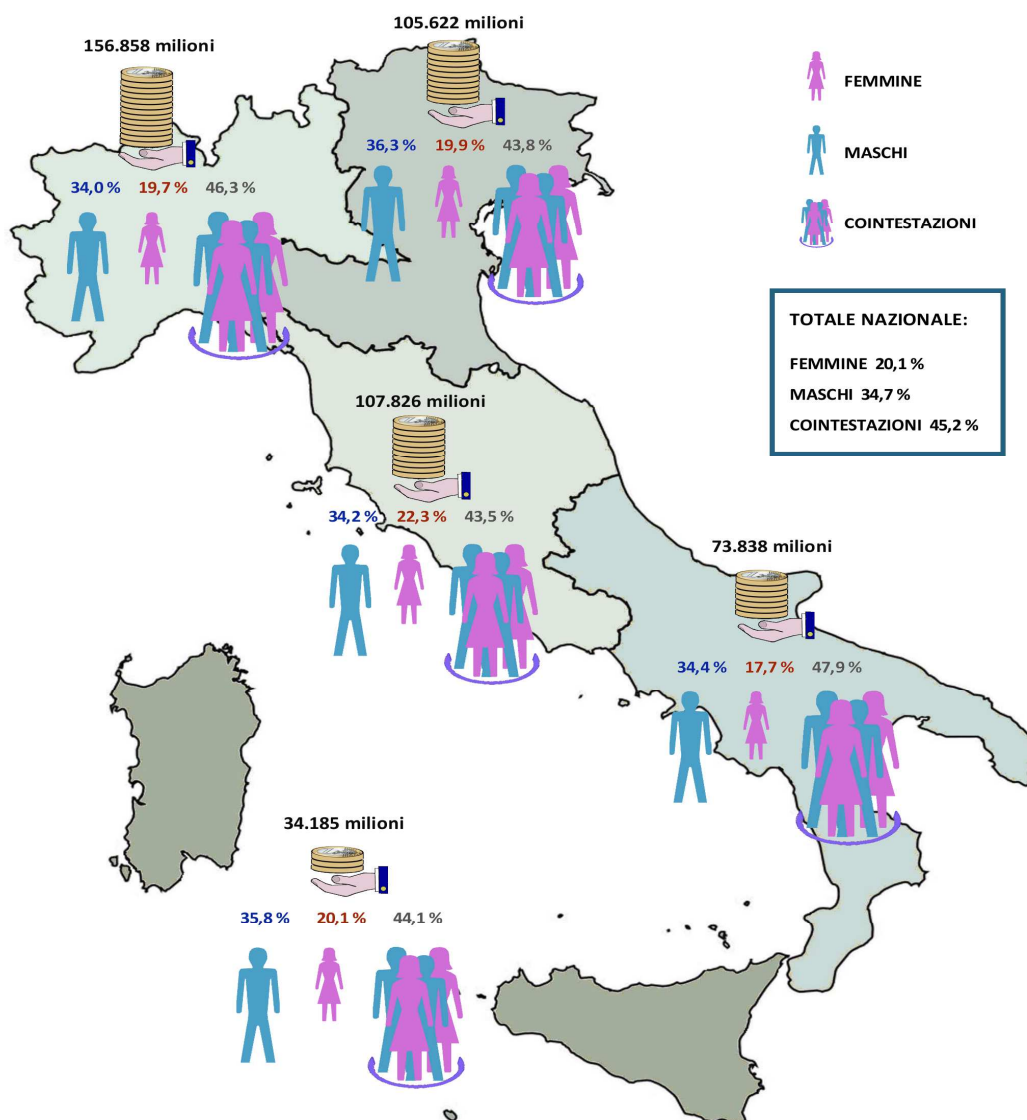 105.622 milioni
156.858 milioni
36,3 % 19,9 % 43,8 %
34,0 % 19,7 % 46,3 %
FEMMINE
MASCHI
COINTESTAZIONI
TOTALE NAZIONALE:
FEMMINE 20,1 %
MASCHI 34,7 %
COINTESTAZIONI 45,2 %
107.826 milioni
34,2 % 22,3 % 43,5 %
73.838 milioni
34,4 % 17,7 % 47,9 %
34.185 milioni
35,8 % 20,1 % 44,1 %